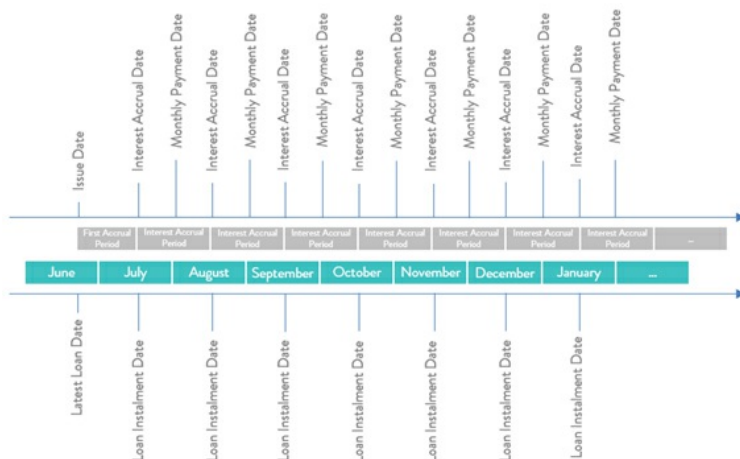 Issue Date
Interest Accrual Date
Monthly Payment Date
Interest Accrual Date
Monthly Payment Date
Interest Accrual Date
Monthly Payment Date
Interest Accrual Date
Monthly Payment Date
Interest Accrual Date
Monthly Payment Date
Interest Accrual Date
Monthly Payment Date
Interest Accrual Date
Monthly Payment Date
First Accrual
Period
Interest Accrual
Period
Interest Accrual
Period
Interest Accrual
Period
Interest Accrual
Period
Interest Accrual
Period
Interest Accrual
Period
Interest Accrual
Period
...
June
July
August
September
October
November
December
January
...
Latest Loan Date
Loan Instalment Date
Loan Instalment Date
Loan Instalment Date
Loan Instalment Date
Loan Instalment Date
Loan Instalment Date
Loan Instalment Date